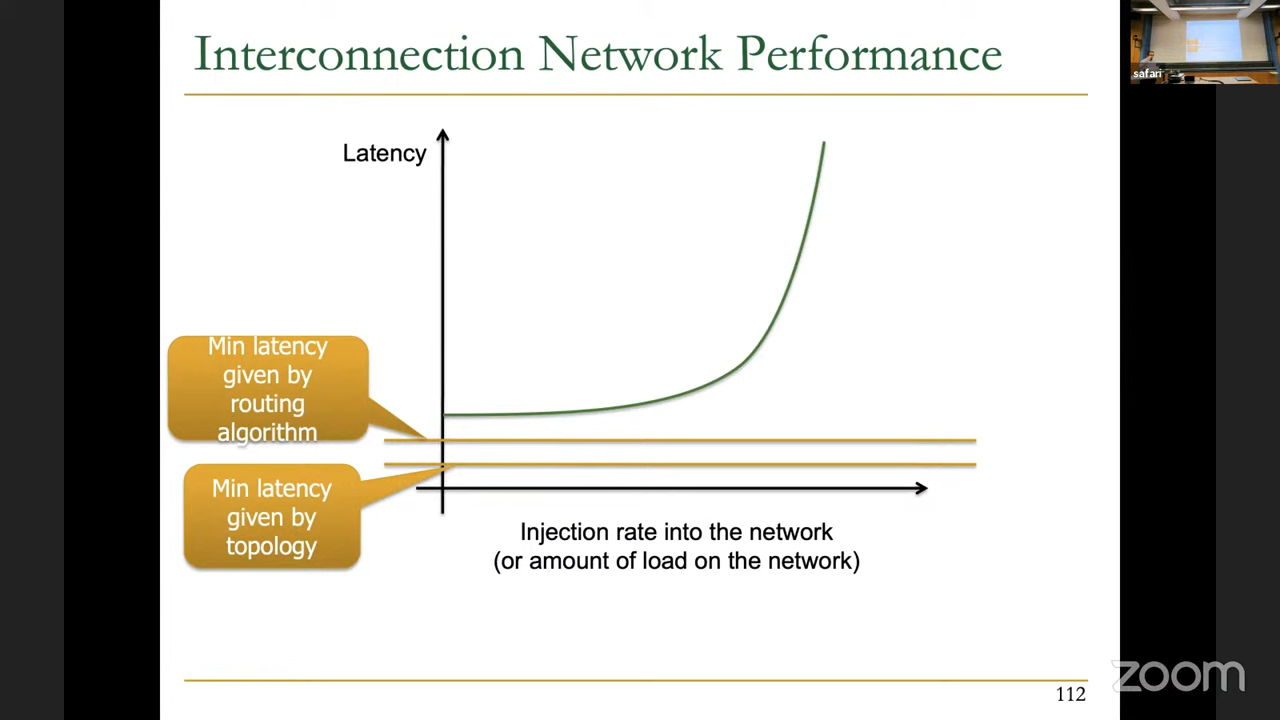 Interconnection Network Performance
safari
Latency
Min latency
given by
routing
algorithm
Min latency
given by
topology
Injection rate into the network
(or amount of load on the network)
112
zoom